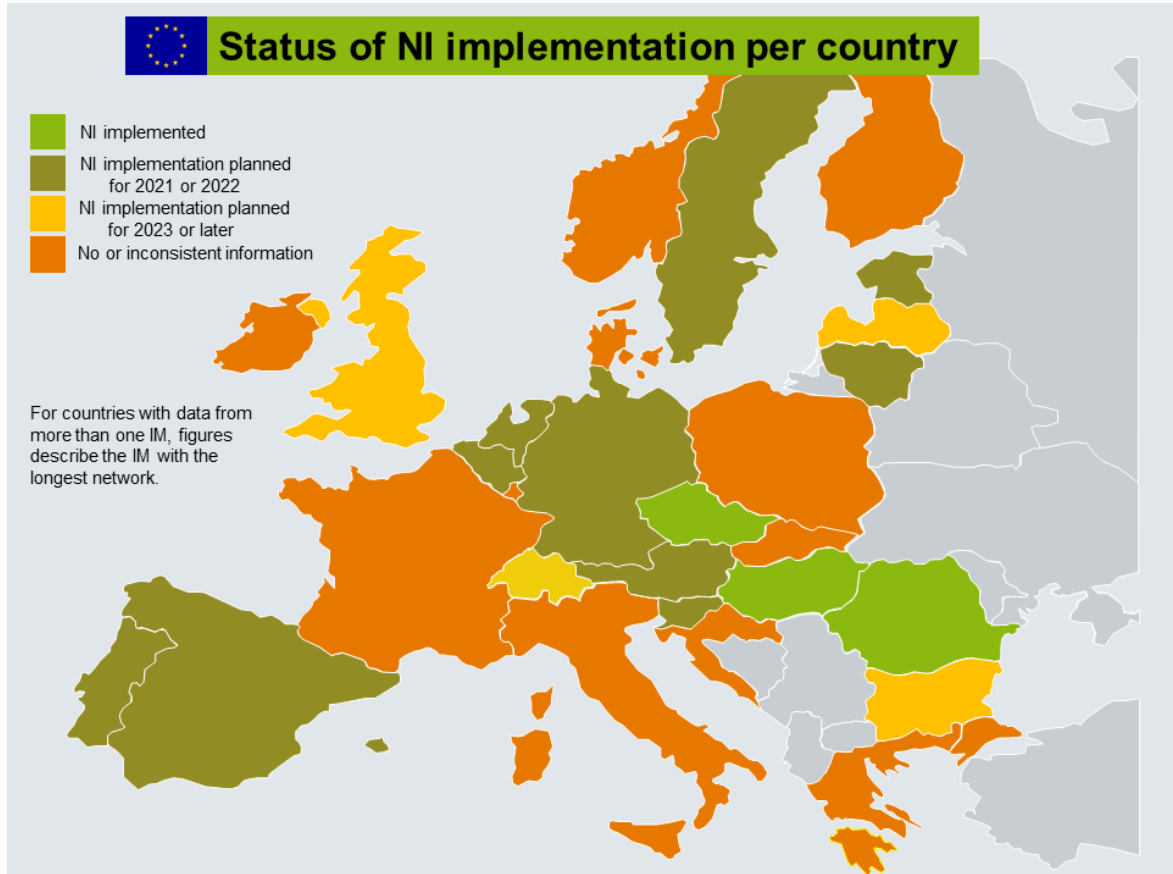 Status of NI implementation per country
NI implemented
NI implementation planned
for 2021 or 2022
NI implementation planned
for 2023 or later
No or inconsistent information
For countries with data from
more than one IM, figures
describe the IM with the
longest network.